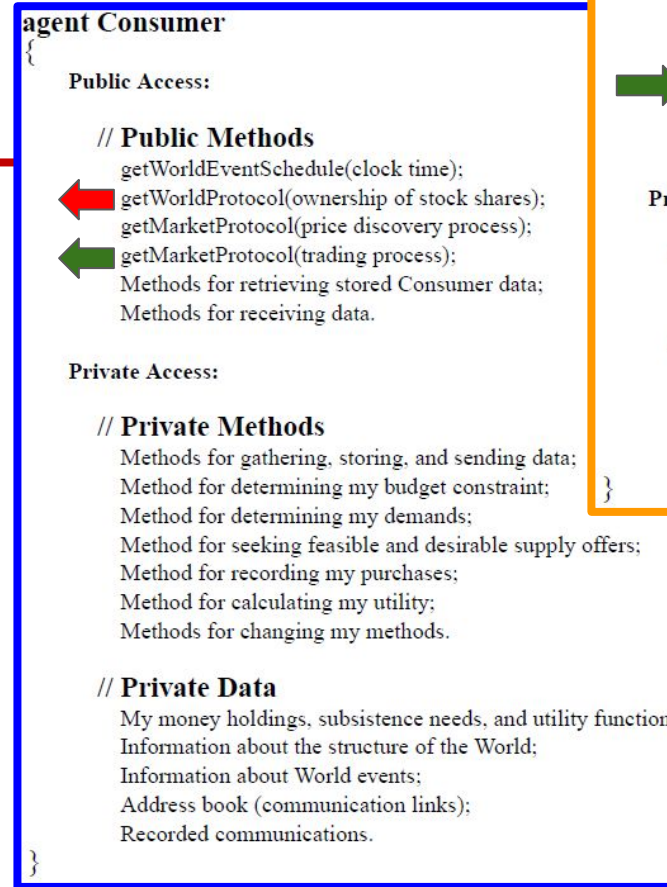 agent Consumer
{
Public Access:
// Public Methods
getWorldEventSchedule(clock time);
getWorldProtocol(ownership of stock shares);
getMarketProtocol(price discovery process);
getMarketProtocol(trading process);
Methods for retrieving stored Consumer data;
Methods for receiving data.
Private Access:
// Private Methods
Methods for gathering, storing, and sending data;
Method for determining my budget constraint;
Method for determining my demands;
Method for seeking feasible and desirable supply offers;
Method for recording my purchases;
Method for calculating my utility;
Methods for changing my methods.
// Private Data
My money holdings, subsistence needs, and utility function
Information about the structure of the World;
Information about World events;
Address book (communication links);
Recorded communications.
}
}